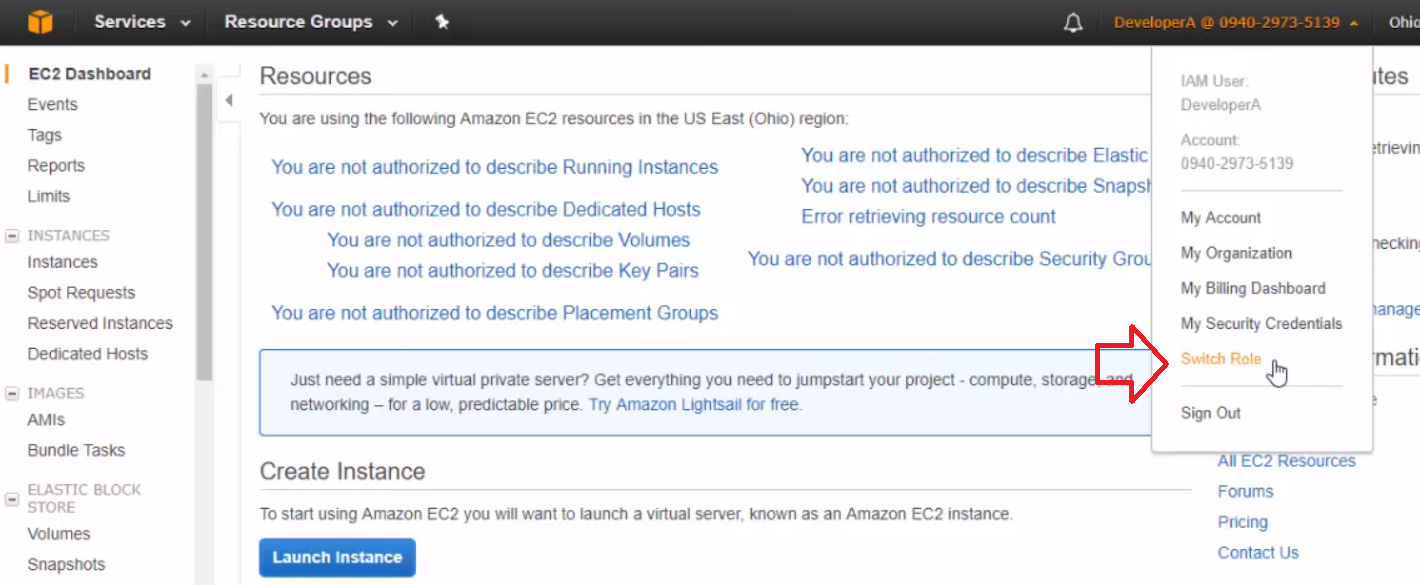 Services
Resource Groups
DeveloperA @ 0940-2973-5139
Ohio
EC2 Dashboard
Events
Tags
Reports
Limits
INSTANCES
Instances
Spot Requests
Reserved Instances
Dedicated Hosts
IMAGES
AMIs
Bundle Tasks
ELASTIC BLOCK
STORE
Volumes
Snapshots
Resources
You are using the following Amazon EC2 resources in the US East (Ohio) region:
You are not authorized to describe Running Instances
You are not authorized to describe Dedicated Hosts
You are not authorized to describe Volumes
You are not authorized to describe Key Pairs
You are not authorized to describe Placement Groups
You are not authorized to describe Elastic
You are not authorized to describe Snapsh
Error retrieving resource count
You are not authorized to describe Security Grou
Just need a simple virtual private server? Get everything you need to jumpstart your project - compute, storage, and
networking – for a low, predictable price. Try Amazon Lightsail for free.
Create Instance
To start using Amazon EC2 you will want to launch a virtual server, known as an Amazon EC2 instance.
Launch Instance
IAM User:
DeveloperA
Account:
0940-2973-5139
My Account
My Organization
My Billing Dashboard
My Security Credentials
Switch Role
Sign Out
All EC2 Resources
Forums
Pricing
Contact Us